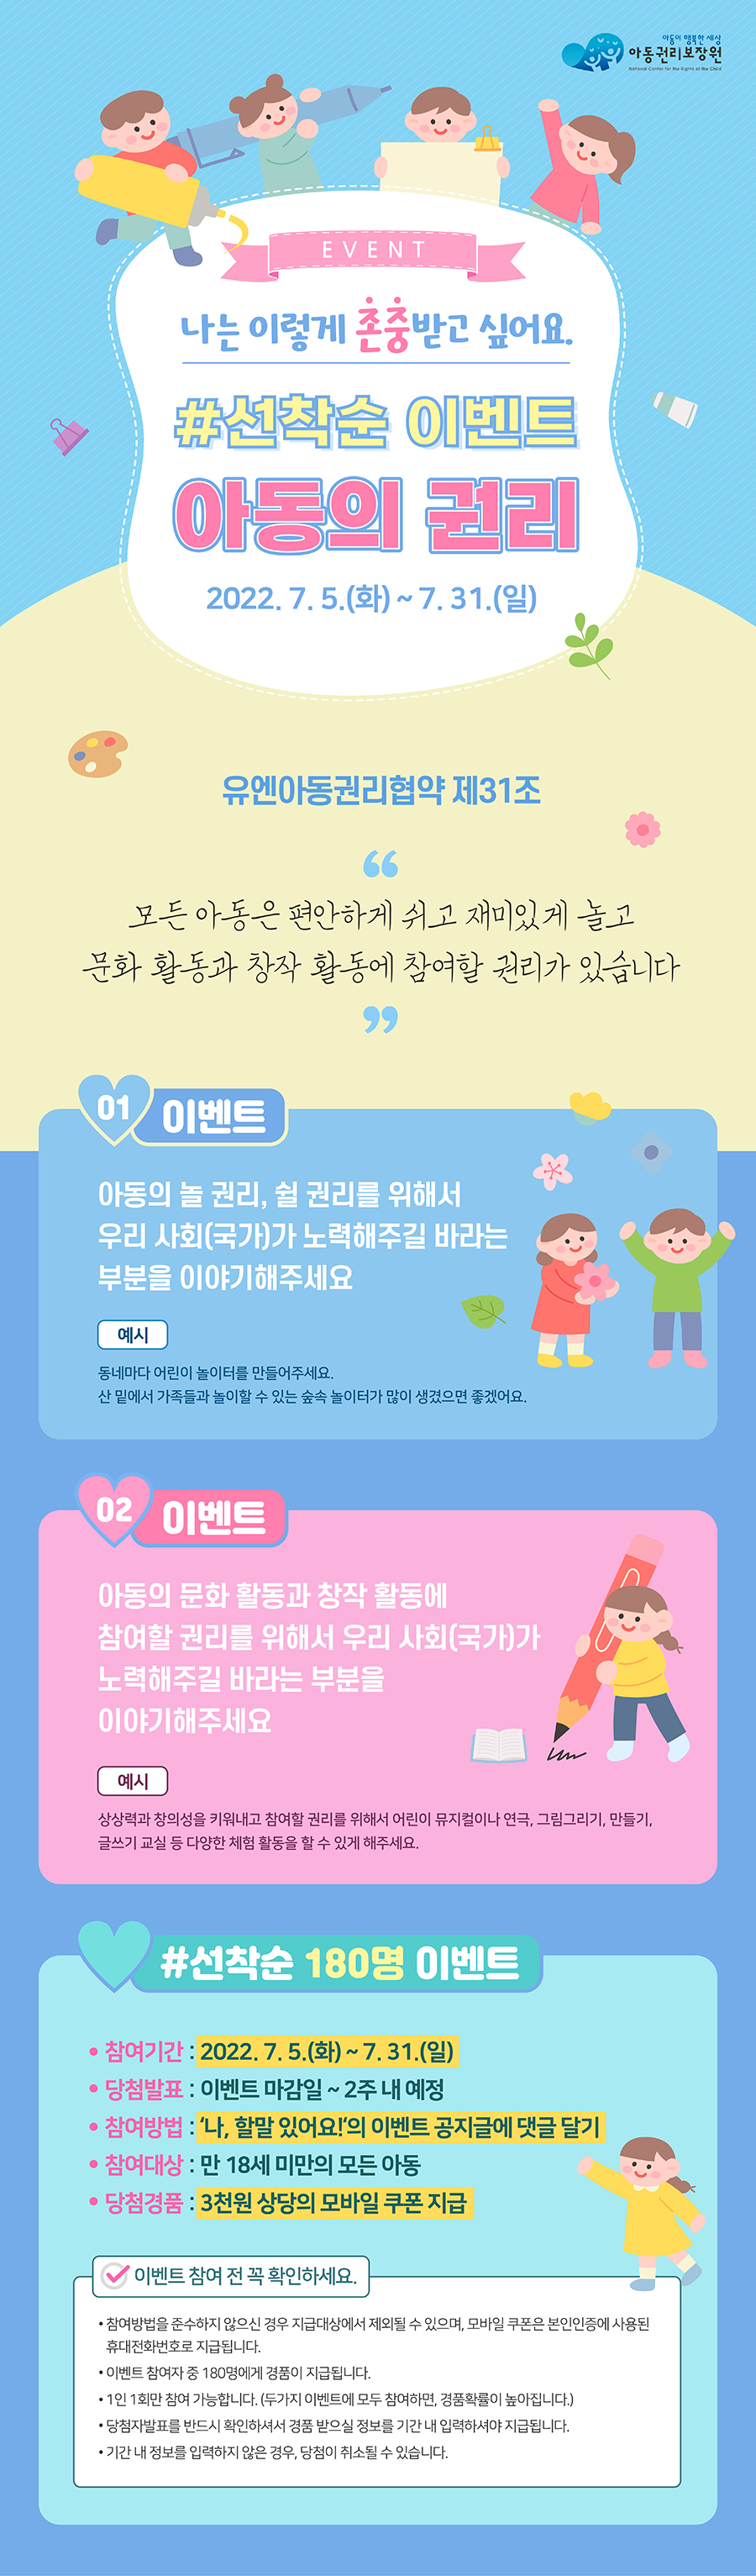 아동이 행복한 세상
아동권리보장원
National Center for the Rights of the Child
EVENT
나는 이렇게 존중받고 싶어요.
#선착순 이벤트
아동의 권리
2022. 7. 5.(화) ~ 7. 31.(일)
유엔아동권리협약 제31조
“
모든 아동은 편안하게 쉬고 재미있게 놀고
문화 활동과 창작 활동에 참여할 권리가 있습니다
”
01 이벤트
아동의 놀 권리, 쉴 권리를 위해서
우리 사회(국가)가 노력해주길 바라는
부분을 이야기해주세요
예시
동네마다 어린이 놀이터를 만들어주세요.
산 밑에서 가족들과 놀이할 수 있는 숲속 놀이터가 많이 생겼으면 좋겠어요.
02 이벤트
아동의 문화 활동과 창작 활동에
참여할 권리를 위해서 우리 사회(국가)가
노력해주길 바라는 부분을
이야기해주세요
예시
상상력과 창의성을 키워내고 참여할 권리를 위해서 어린이 뮤지컬이나 연극, 그림그리기, 만들기,
글쓰기 교실 등 다양한 체험 활동을 할 수 있게 해주세요.
#선착순 180명 이벤트
• 참여기간 : 2022. 7. 5.(화) ~ 7. 31.(일)
• 당첨발표 : 이벤트 마감일 ~ 2주 내 예정
• 참여방법 : ‘나, 할말 있어요!‘의 이벤트 공지글에 댓글 달기
• 참여대상 : 만 18세 미만의 모든 아동
• 당첨경품 : 3천원 상당의 모바일 쿠폰 지급
이벤트 참여 전 꼭 확인하세요.
• 참여방법을 준수하지 않으신 경우 지급대상에서 제외될 수 있으며, 모바일 쿠폰은 본인인증에 사용된
휴대전화번호로 지급됩니다.
• 이벤트 참여자 중 180명에게 경품이 지급됩니다.
• 1인 1회만 참여 가능합니다. (두가지 이벤트에 모두 참여하면, 경품확률이 높아집니다.)
• 당첨자발표를 반드시 확인하셔서 경품 받으실 정보를 기간 내 입력하셔야 지급됩니다.
• 기간 내 정보를 입력하지 않은 경우, 당첨이 취소될 수 있습니다.